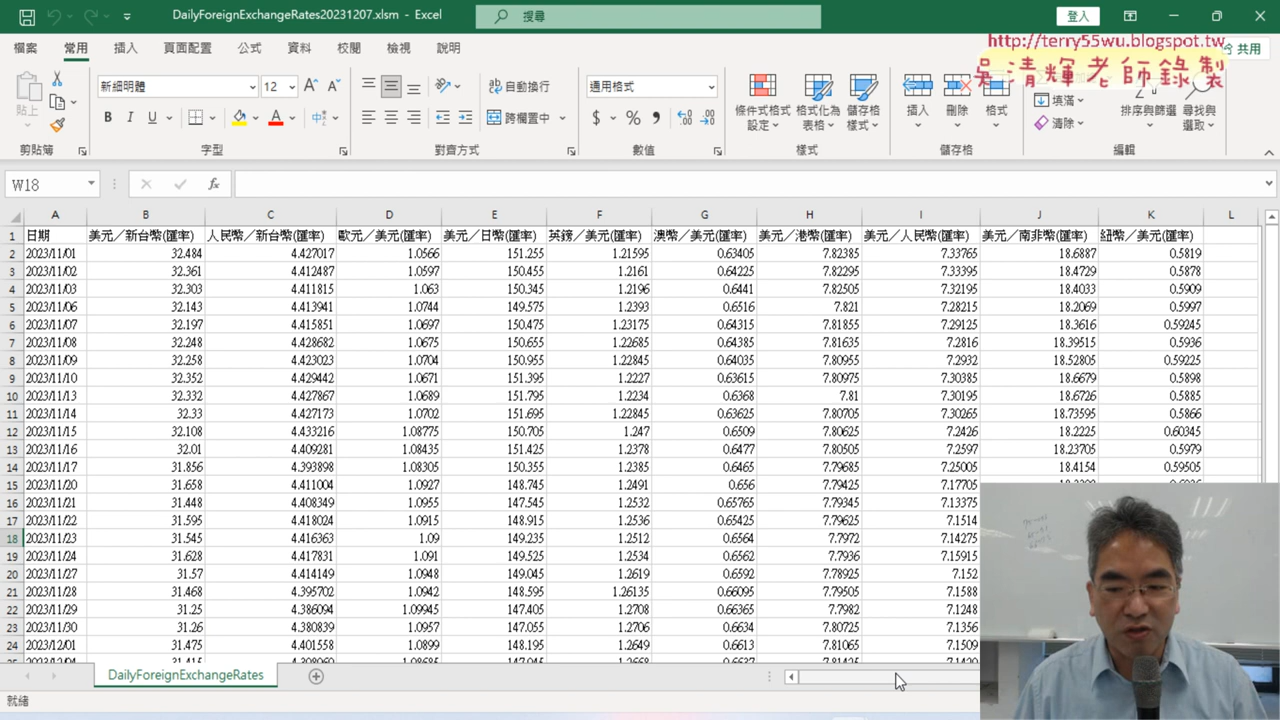 DailyForeignExchangeRates20231207.xlsm - Excel
搜尋
登入
http://terry55wu.blogspot.tw
吳清輝老師錄製
檔案 常用 插入 頁面配置 公式 資料 校閱 檢視 說明 共用
貼上 新細明體 12 自動換行 通用格式 條件式格式設定 格式化為表格 儲存格樣式 插入 刪除 格式 填滿 清除 排序與篩選 尋找與選取
B I U 跨欄置中 $ %
剪貼簿 字型 對齊方式 數值 樣式 儲存格 編輯
W18 fx
A B C D E F G H I J K L
1 日期 美元／新台幣(匯率) 人民幣／新台幣(匯率) 歐元／美元(匯率) 美元／日幣(匯率) 英鎊／美元(匯率) 澳幣／美元(匯率) 美元／港幣(匯率) 美元／人民幣(匯率) 美元／南非幣(匯率) 紐幣／美元(匯率)
2 2023/11/01 32.484 4.427017 1.0566 151.255 1.21595 0.63405 7.82385 7.33765 18.6887 0.5819
3 2023/11/02 32.361 4.412487 1.0597 150.455 1.2161 0.64225 7.82295 7.33395 18.4729 0.5878
4 2023/11/03 32.303 4.411815 1.063 150.345 1.2196 0.6441 7.82505 7.32195 18.4033 0.5909
5 2023/11/06 32.143 4.413941 1.0744 149.575 1.2393 0.6516 7.821 7.28215 18.2069 0.5997
6 2023/11/07 32.197 4.415851 1.0697 150.475 1.23175 0.64315 7.81855 7.29125 18.3616 0.59245
7 2023/11/08 32.248 4.428682 1.0675 150.655 1.22685 0.64385 7.81635 7.2816 18.39515 0.5936
8 2023/11/09 32.258 4.423023 1.0704 150.955 1.22845 0.64035 7.80955 7.2932 18.52805 0.59225
9 2023/11/10 32.352 4.429442 1.0671 151.395 1.2227 0.63615 7.80975 7.30385 18.6679 0.5898
10 2023/11/13 32.332 4.427867 1.0689 151.795 1.2234 0.6368 7.81 7.30195 18.6726 0.5885
11 2023/11/14 32.33 4.427173 1.0702 151.695 1.22845 0.63625 7.80705 7.30265 18.73595 0.5866
12 2023/11/15 32.108 4.433216 1.08775 150.705 1.247 0.6509 7.80625 7.2426 18.2225 0.60345
13 2023/11/16 32.01 4.409281 1.08435 151.425 1.2378 0.6477 7.80505 7.2597 18.23705 0.5979
14 2023/11/17 31.856 4.393898 1.08305 150.355 1.2385 0.6465 7.79685 7.25005 18.4154 0.59505
15 2023/11/20 31.658 4.411004 1.0927 148.745 1.2491 0.656 7.79425 7.17705
16 2023/11/21 31.448 4.408349 1.0955 147.545 1.2532 0.65765 7.79345 7.13375
17 2023/11/22 31.595 4.418024 1.0915 148.915 1.2536 0.65425 7.79625 7.1514
18 2023/11/23 31.545 4.416363 1.09 149.235 1.2512 0.6564 7.7972 7.14275
19 2023/11/24 31.628 4.417831 1.091 149.525 1.2534 0.6562 7.7936 7.15915
20 2023/11/27 31.57 4.414149 1.0948 149.045 1.2619 0.6592 7.78925 7.152
21 2023/11/28 31.468 4.395702 1.0942 148.595 1.26135 0.66095 7.79505 7.1588
22 2023/11/29 31.25 4.386094 1.09945 147.405 1.2708 0.66365 7.7982 7.1248
23 2023/11/30 31.26 4.380839 1.0957 147.055 1.2706 0.6634 7.80725 7.1356
24 2023/12/01 31.475 4.401558 1.0899 148.195 1.2649 0.6613 7.81065 7.1509
DailyForeignExchangeRates
就緒